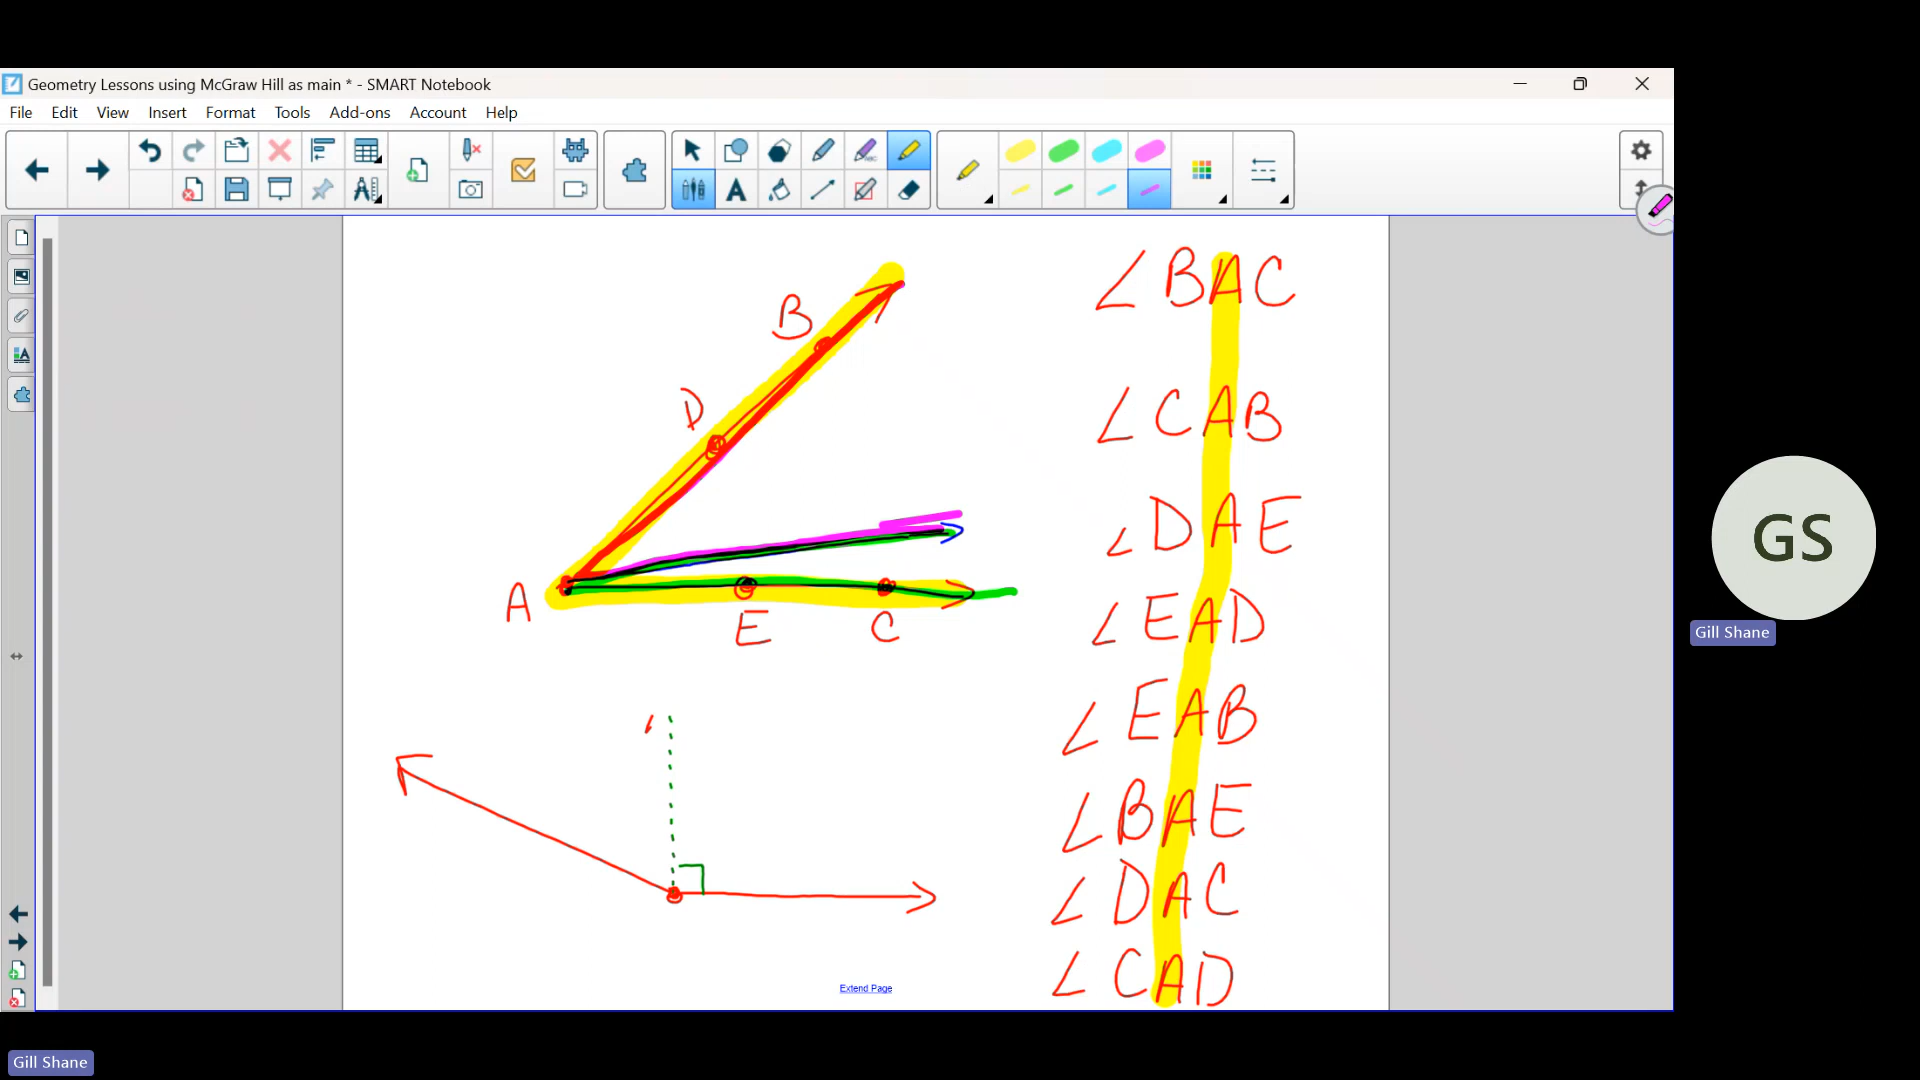 Geometry Lessons using McGraw Hill as main * - SMART Notebook
File Edit View Insert Format Tools Add-ons Account Help
∠BAC
B
∠CAB
D
∠DAE
A
E
C
∠EAD
∠EAB
∠BAE
∠DAC
∠CAD
Extend Page
GS
Gill Shane
Gill Shane